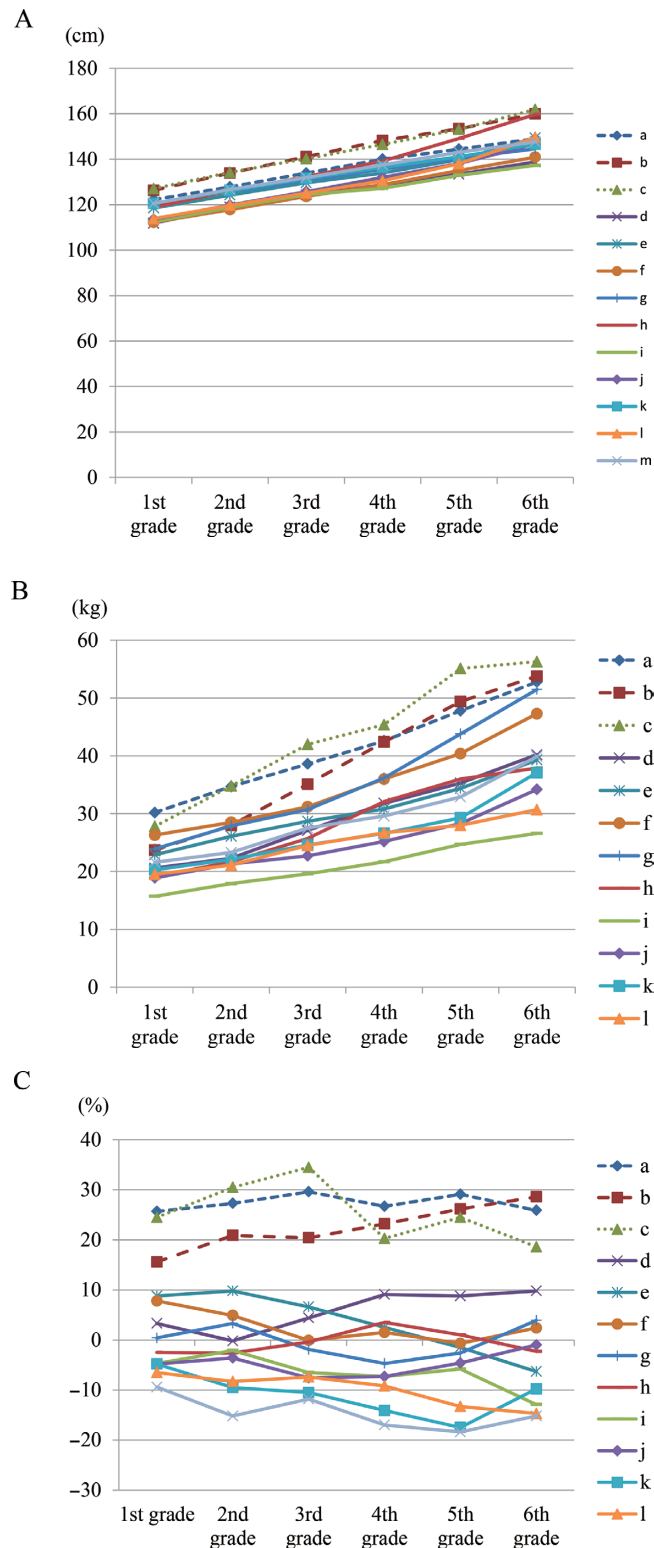 A
(cm)
180
160
140
120
100
80
60
40
20
0
1st grade
2nd grade
3rd grade
4th grade
5th grade
6th grade
a
b
c
d
e
f
g
h
i
j
k
l
m
B
(kg)
60
50
40
30
20
10
0
1st grade
2nd grade
3rd grade
4th grade
5th grade
6th grade
a
b
c
d
e
f
g
h
i
j
k
l
C
(%)
40
30
20
10
0
−10
−20
−30
1st grade
2nd grade
3rd grade
4th grade
5th grade
6th grade
a
b
c
d
e
f
g
h
i
j
k
l